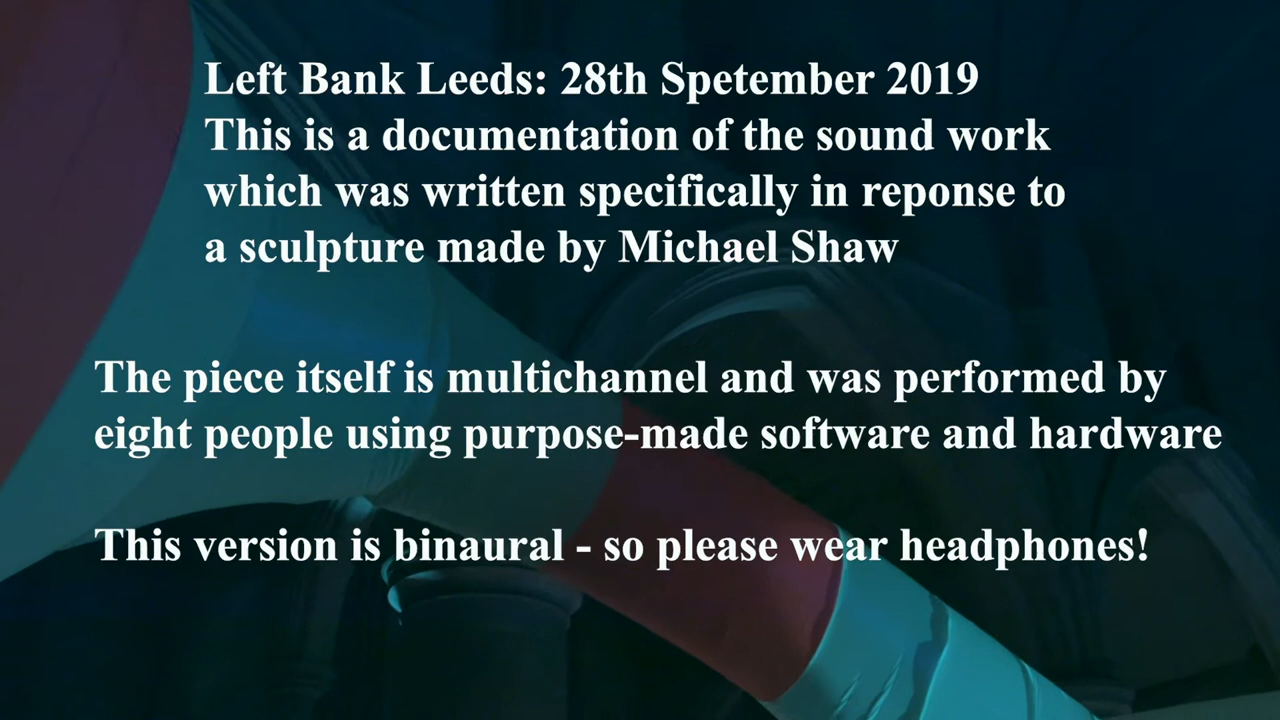 Left Bank Leeds: 28th Spetember 2019
This is a documentation of the sound work
which was written specifically in reponse to
a sculpture made by Michael Shaw
The piece itself is multichannel and was performed by
eight people using purpose-made software and hardware
This version is binaural - so please wear headphones!